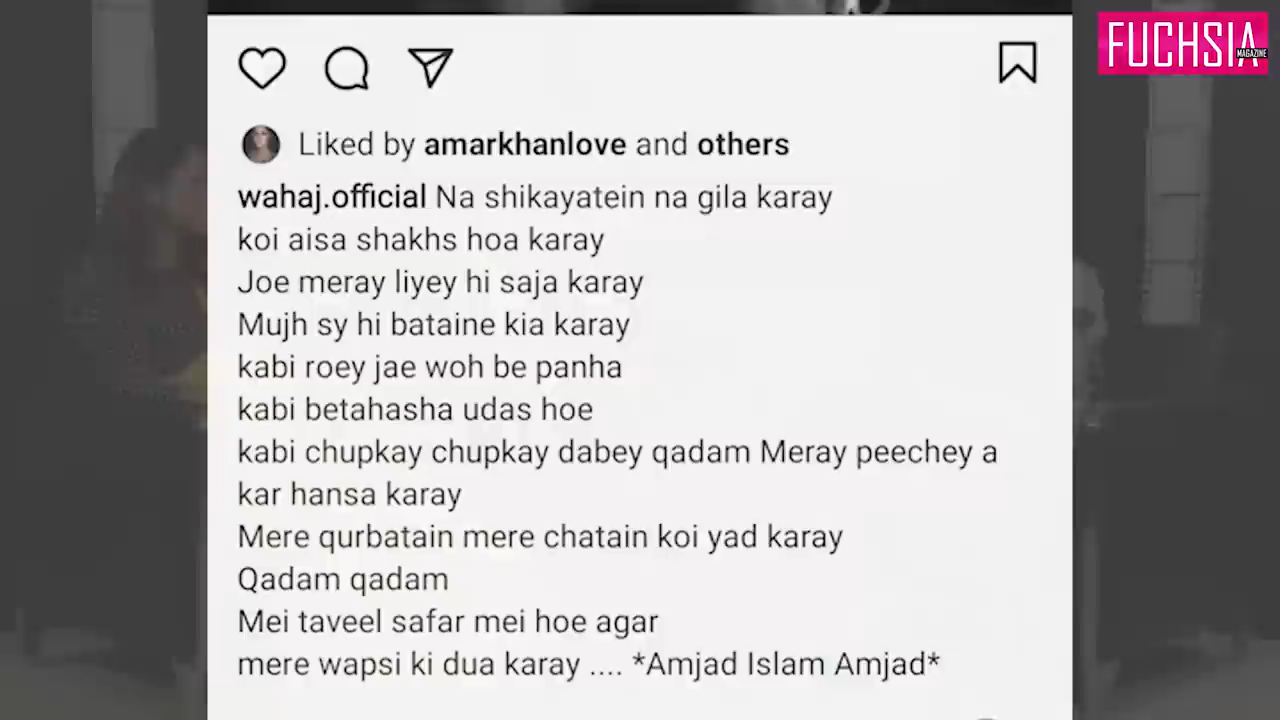 FUCHSIA
MAGAZINE
Liked by amarkhanlove and others
wahaj.official Na shikayatein na gila karay
koi aisa shakhs hoa karay
Joe meray liyey hi saja karay
Mujh sy hi bataine kia karay
kabi roey jae woh be panha
kabi betahasha udas hoe
kabi chupkay chupkay dabey qadam Meray peechey a
kar hansa karay
Mere qurbatain mere chatain koi yad karay
Qadam qadam
Mei taveel safar mei hoe agar
mere wapsi ki dua karay .... *Amjad Islam Amjad*